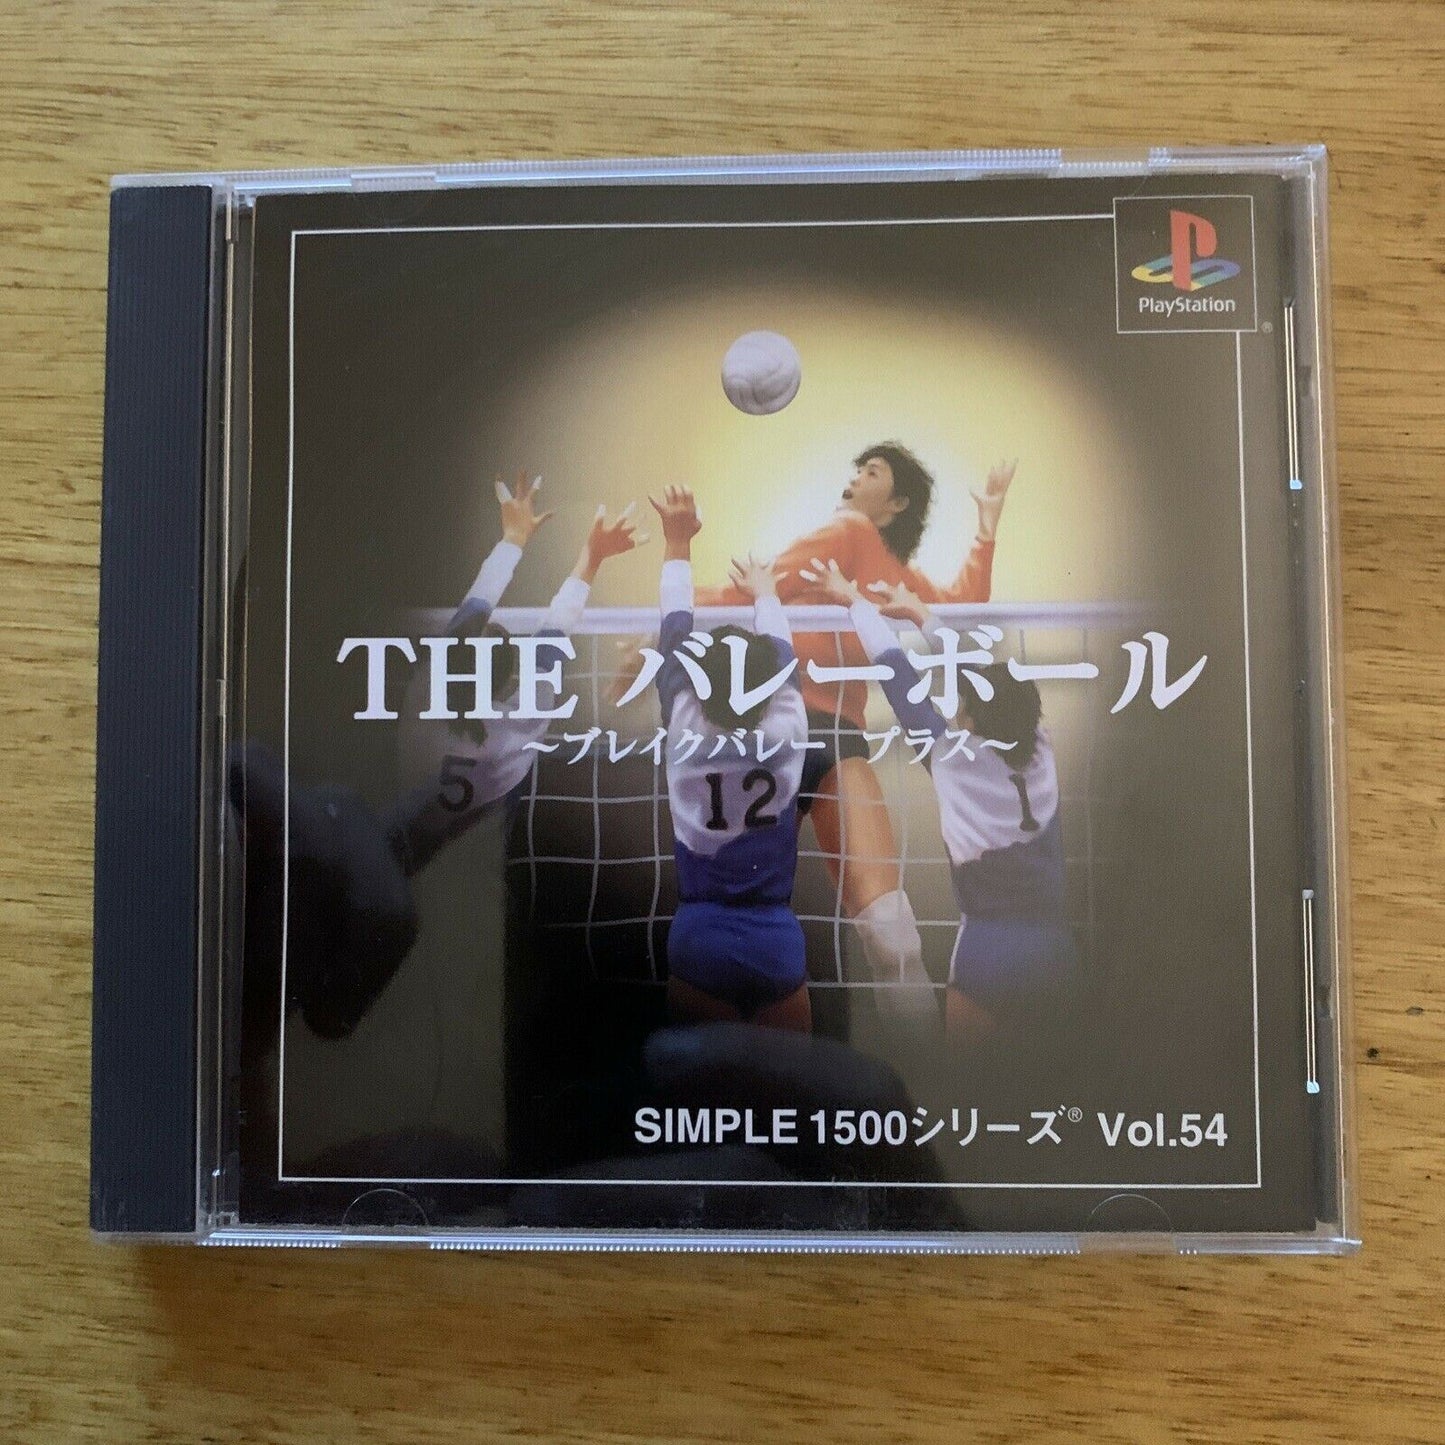 PlayStation
®
THE バレーボール
～ブレイクバレー プラス～
5
12
1
SIMPLE 1500シリーズ® Vol.54